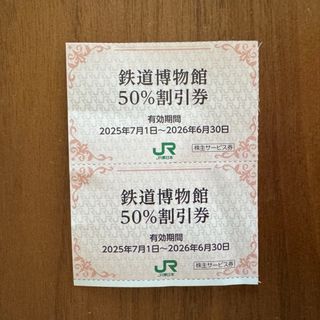 鉄道博物館
50%割引券
有効期間
2025年7月1日～2026年6月30日
JR
JR東日本
株主サービス券
鉄道博物館
50%割引券
有効期間
2025年7月1日～2026年6月30日
JR
JR東日本
株主サービス券